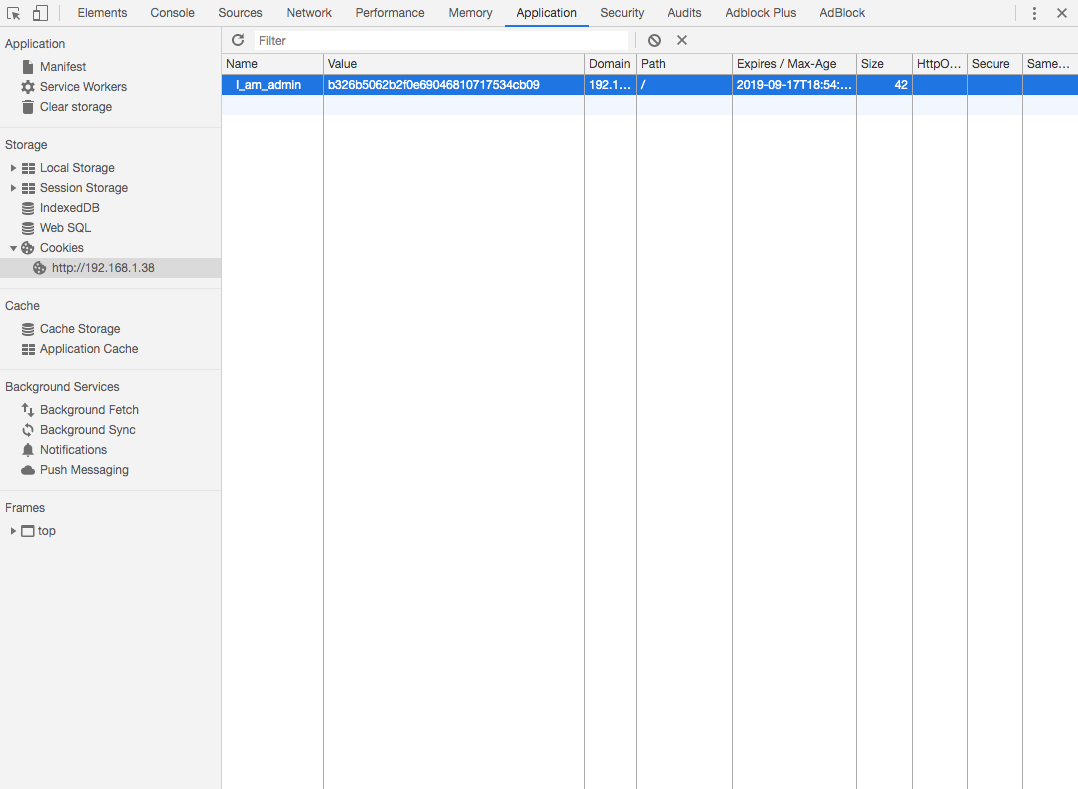 Elements Console Sources Network Performance Memory Application Security Audits Adblock Plus AdBlock
Application
Manifest
Service Workers
Clear storage
Storage
Local Storage
Session Storage
IndexedDB
Web SQL
Cookies
http://192.168.1.38
Cache
Cache Storage
Application Cache
Background Services
Background Fetch
Background Sync
Notifications
Push Messaging
Frames
top
Filter
Name Value Domain Path Expires / Max-Age Size HttpO... Secure Same...
I_am_admin b326b5062b2f0e69046810717534cb09 192.1... / 2019-09-17T18:54:... 42